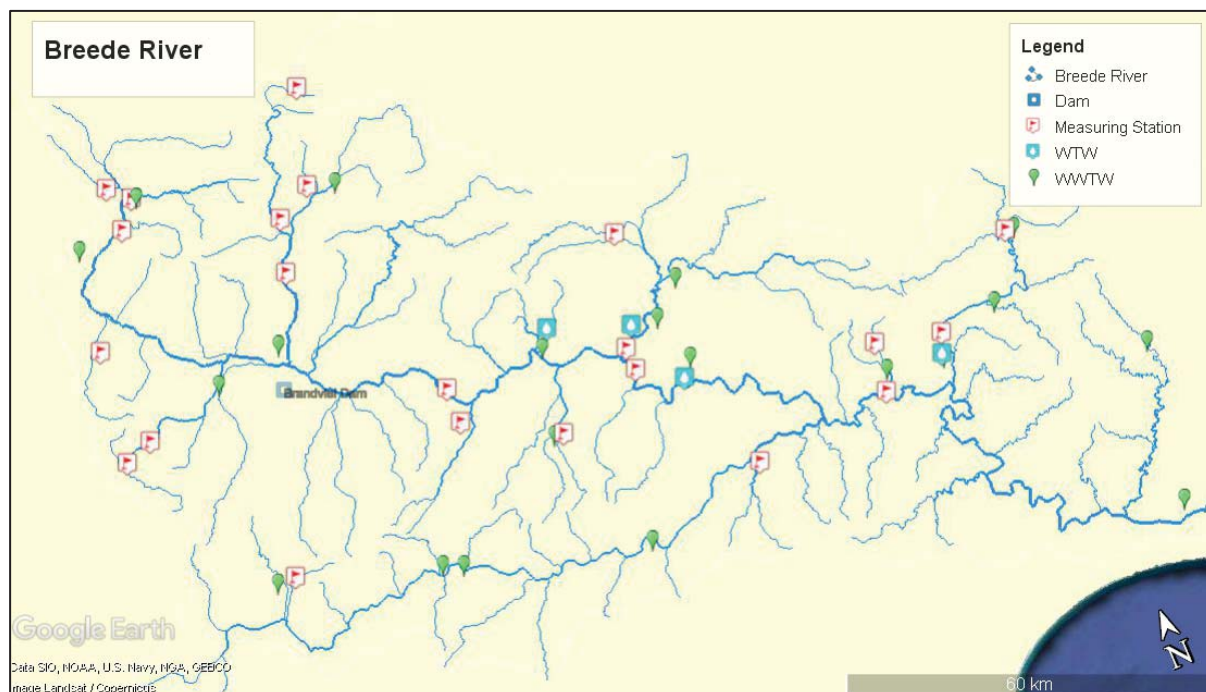 Breede River
Legend
Breede River
Dam
Measuring Station
WTW
WWTW
Brandvlei Dam
Google Earth
Data SIO, NOAA, U.S. Navy, NGA, GEBCO
Image Landsat / Copernicus
60 km
N